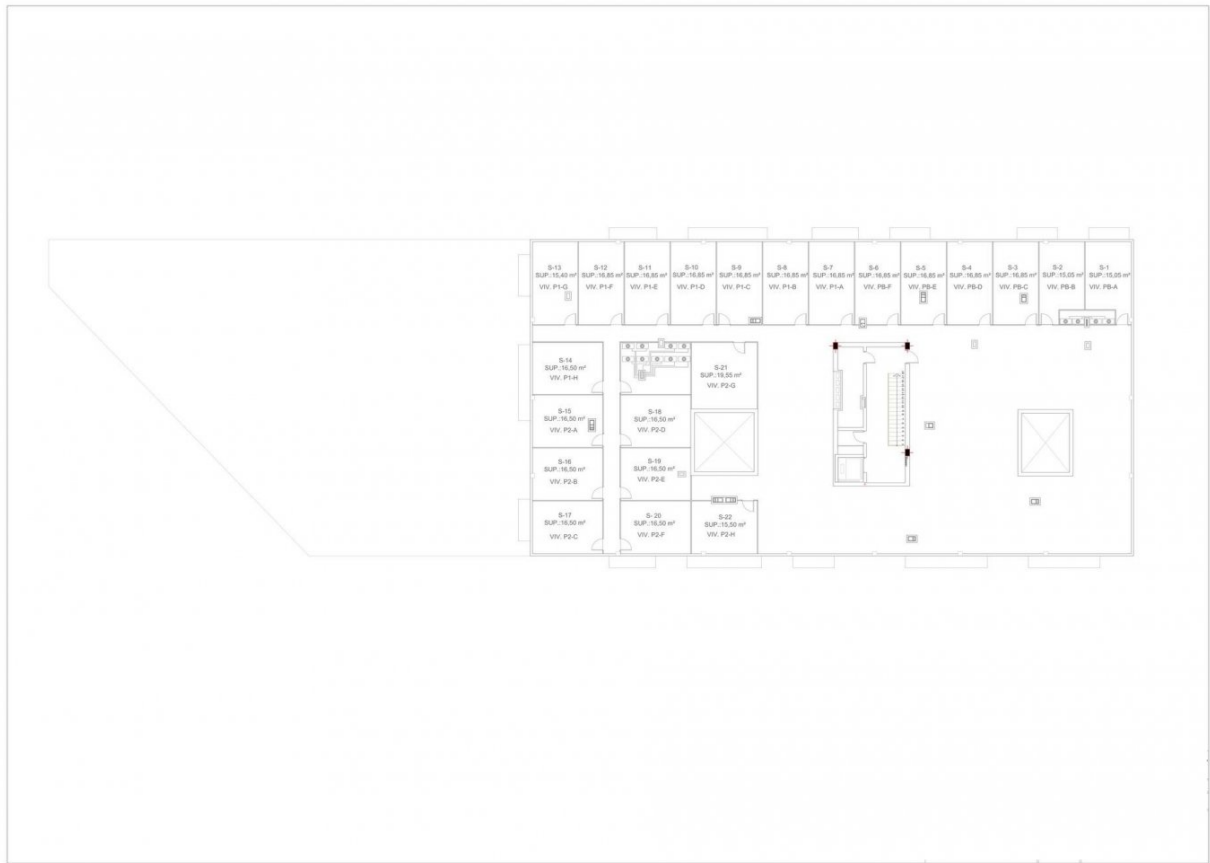 S-13
SUP.:15,40 m²
VIV. P1-G
S-12
SUP.:16,85 m²
VIV. P1-F
S-11
SUP.:16,85 m²
VIV. P1-E
S-10
SUP.:16,85 m²
VIV. P1-D
S-9
SUP.:16,85 m²
VIV. P1-C
S-8
SUP.:16,85 m²
VIV. P1-B
S-7
SUP.:16,85 m²
VIV. P1-A
S-6
SUP.:16,85 m²
VIV. PB-F
S-5
SUP.:16,85 m²
VIV. PB-E
S-4
SUP.:16,85 m²
VIV. PB-D
S-3
SUP.:16,85 m²
VIV. PB-C
S-2
SUP.:15,05 m²
VIV. PB-B
S-1
SUP.:15,05 m²
VIV. PB-A
S-14
SUP.:16,50 m²
VIV. P1-H
S-21
SUP.:19,55 m²
VIV. P2-G
S-15
SUP.:16,50 m²
VIV. P2-A
S-18
SUP.:16,50 m²
VIV. P2-D
S-16
SUP.:16,50 m²
VIV. P2-B
S-19
SUP.:16,50 m²
VIV. P2-E
S-17
SUP.:16,50 m²
VIV. P2-C
S- 20
SUP.:16,50 m²
VIV. P2-F
S-22
SUP.:15,50 m²
VIV. P2-H